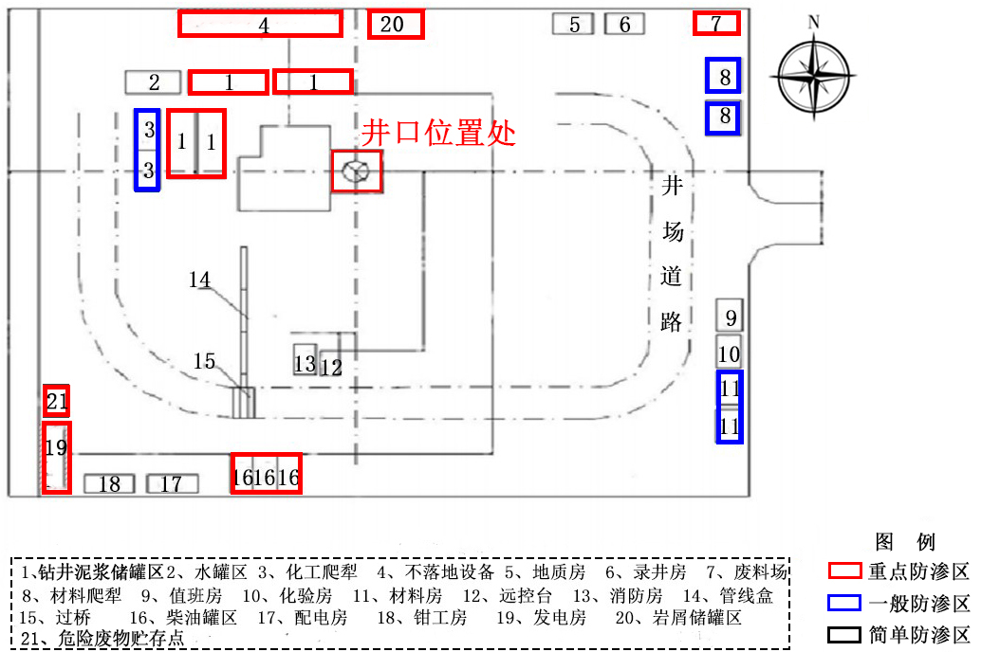 4
20
5
6
7
N
2
1
1
8
8
3
3
1
1
井口位置处
井场道路
14
9
13
12
10
15
21
11
11
19
18
17
16
16
16
图 例
1、钻井泥浆储罐区2、水罐区 3、化工爬犁 4、不落地设备 5、地质房 6、录井房 7、废料场
重点防渗区
8、材料爬犁 9、值班房 10、化验房 11、材料房 12、远控台 13、消防房 14、管线盒
一般防渗区
15、过桥 16、柴油罐区 17、配电房 18、钳工房 19、发电房 20、岩屑储罐区
21、危险废物贮存点
简单防渗区